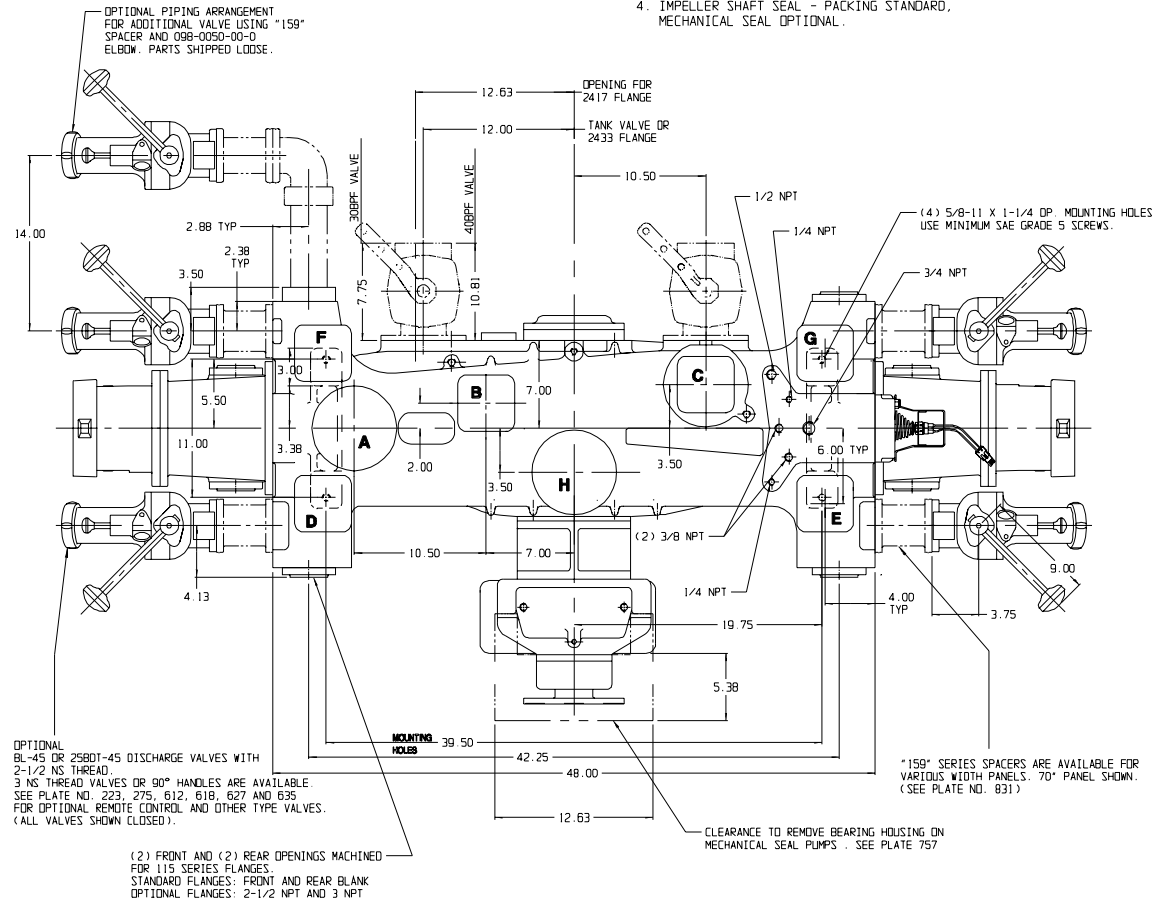 OPTIONAL PIPING ARRANGEMENT
FOR ADDITIONAL VALVE USING "159"
SPACER AND 098-0050-00-0
ELBOW. PARTS SHIPPED LOOSE.
4. IMPELLER SHAFT SEAL - PACKING STANDARD,
MECHANICAL SEAL OPTIONAL.
12.63
OPENING FOR
2417 FLANGE
12.00
TANK VALVE OR
2433 FLANGE
10.50
30BPF VALVE
40BPF VALVE
7.75
10.81
1/2 NPT
1/4 NPT
(4) 5/8-11 X 1-1/4 DP. MOUNTING HOLES
USE MINIMUM SAE GRADE 5 SCREWS.
3/4 NPT
14.00
2.88 TYP
2.38
TYP
3.50
F
G
3.00
5.50
B
7.00
C
11.00
A
3.38
2.00
3.50
H
3.50
6.00 TYP
D
E
(2) 3/8 NPT
10.50
7.00
1/4 NPT
4.13
4.00
TYP
9.00
3.75
19.75
5.38
MOUNTING
HOLES
39.50
42.25
48.00
12.63
OPTIONAL
BL-45 OR 25BDT-45 DISCHARGE VALVES WITH
2-1/2 NS THREAD.
3 NS THREAD VALVES OR 90° HANDLES ARE AVAILABLE.
SEE PLATE NO. 223, 275, 612, 618, 627 AND 635
FOR OPTIONAL REMOTE CONTROL AND OTHER TYPE VALVES.
(ALL VALVES SHOWN CLOSED).
"159" SERIES SPACERS ARE AVAILABLE FOR
VARIOUS WIDTH PANELS. 70" PANEL SHOWN.
(SEE PLATE NO. 831)
CLEARANCE TO REMOVE BEARING HOUSING ON
MECHANICAL SEAL PUMPS . SEE PLATE 757
(2) FRONT AND (2) REAR OPENINGS MACHINED
FOR 115 SERIES FLANGES.
STANDARD FLANGES: FRONT AND REAR BLANK
OPTIONAL FLANGES: 2-1/2 NPT AND 3 NPT